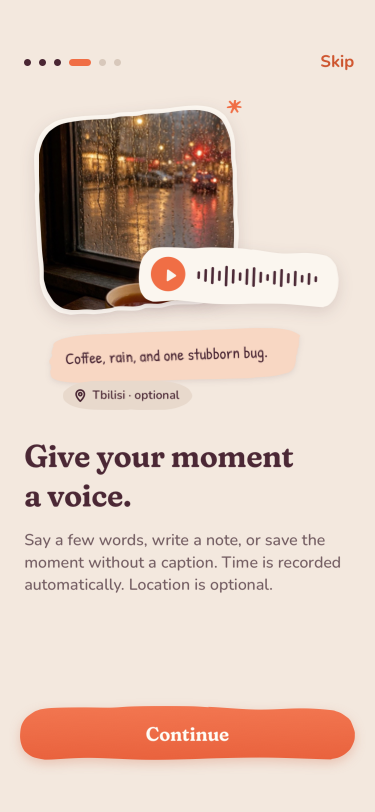 Skip
Coffee, rain, and one stubborn bug.
Tbilisi · optional
Give your moment
a voice.
Say a few words, write a note, or save the
moment without a caption. Time is recorded
automatically. Location is optional.
Continue